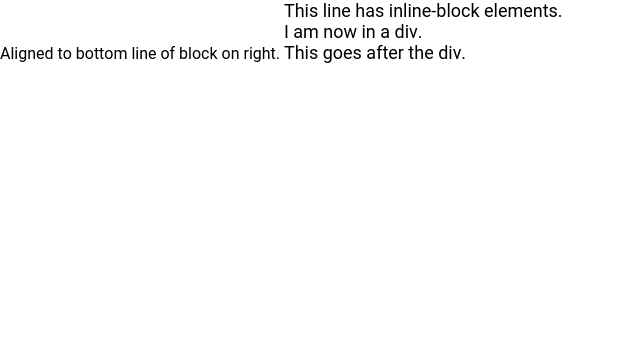 This line has inline-block elements.
I am now in a div.
Aligned to bottom line of block on right. This goes after the div.